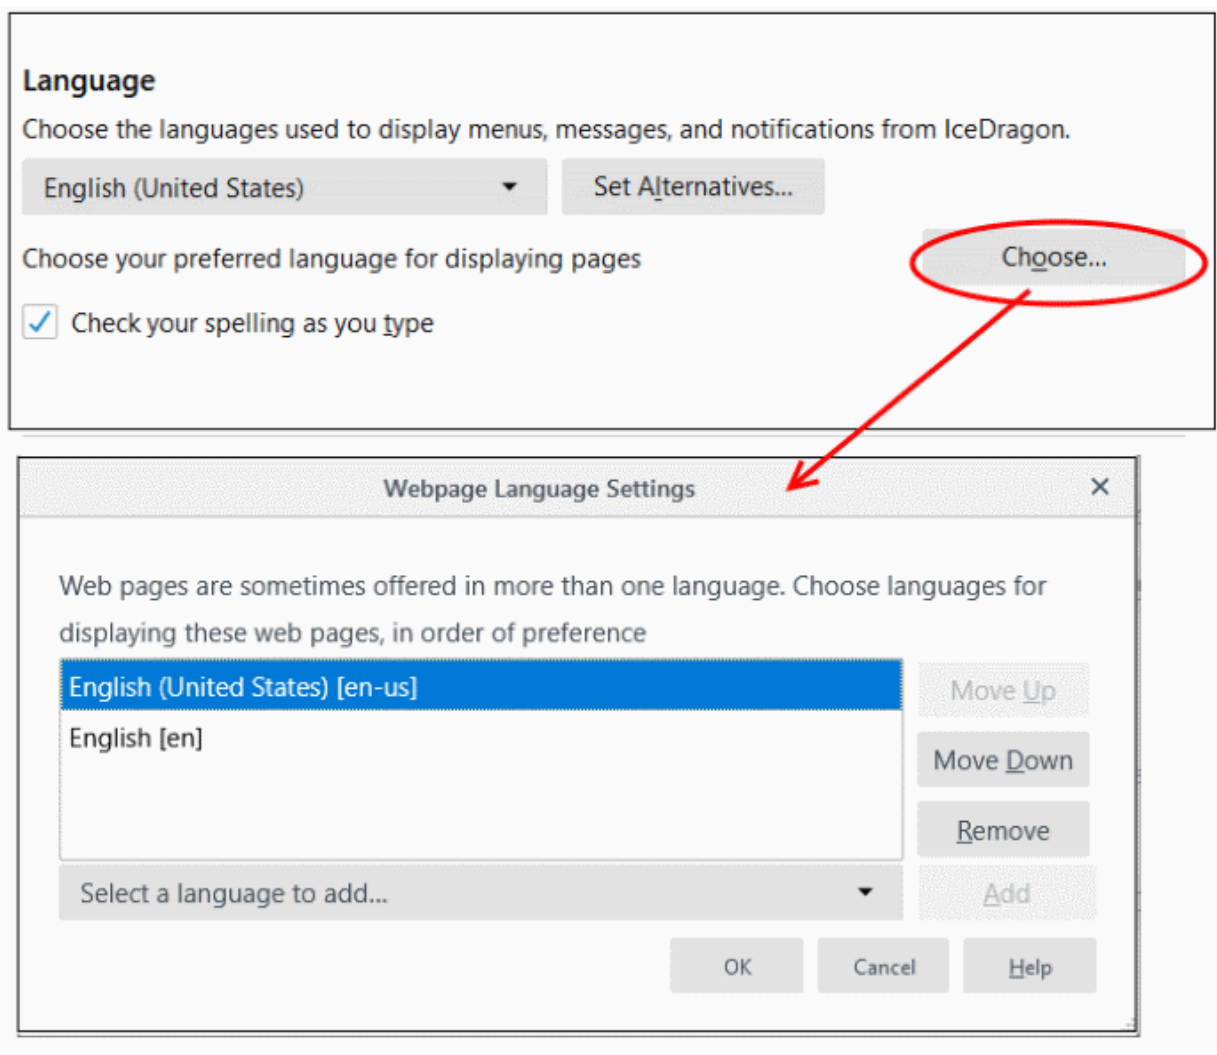 Language
Choose the languages used to display menus, messages, and notifications from IceDragon.
English (United States)
Set Alternatives...
Choose your preferred language for displaying pages
Choose...
Check your spelling as you type
Webpage Language Settings
Web pages are sometimes offered in more than one language. Choose languages for
displaying these web pages, in order of preference
English (United States) [en-us]
Move Up
English [en]
Move Down
Remove
Select a language to add...
Add
OK
Cancel
Help